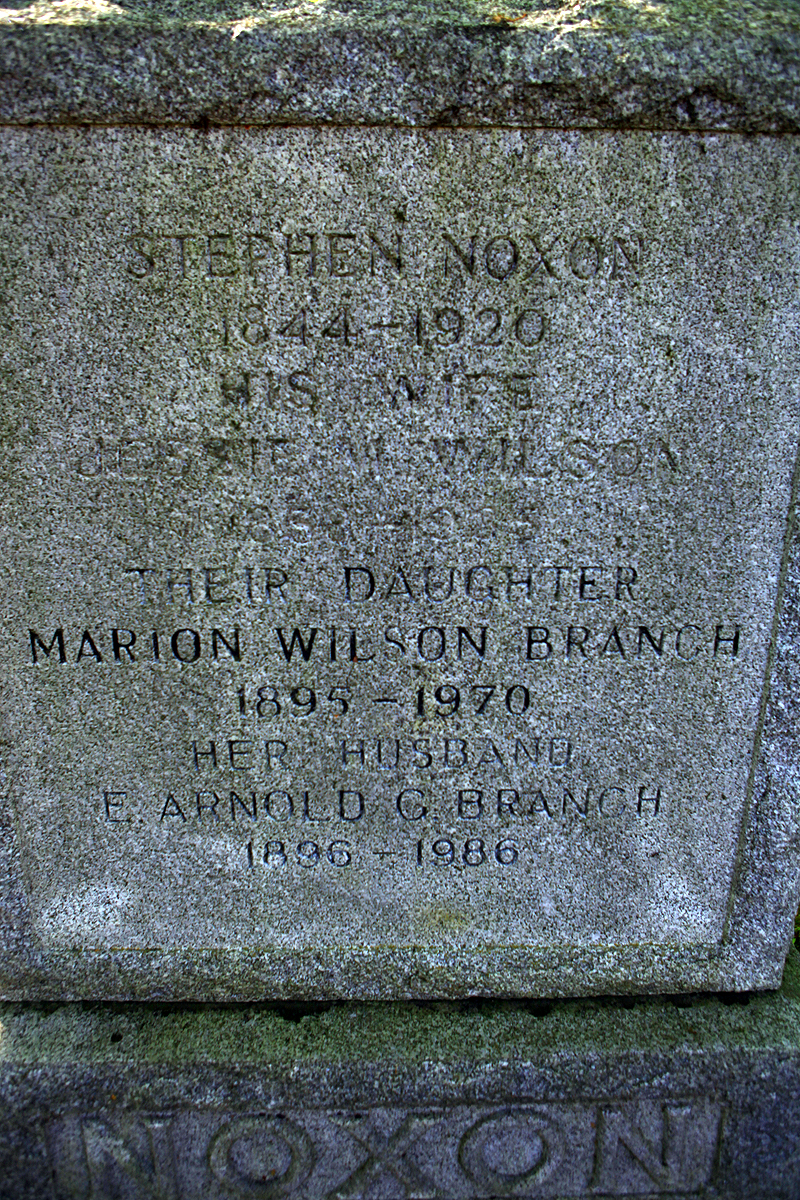 STEPHEN NOXON
1844-1920
HIS WIFE
WILSON
THEIR DAUGHTER
MARION WILSON BRANCH
1895-1970
HER HUSBAND
E. ARNOLD G. BRANCH
1896-1986
NOXON